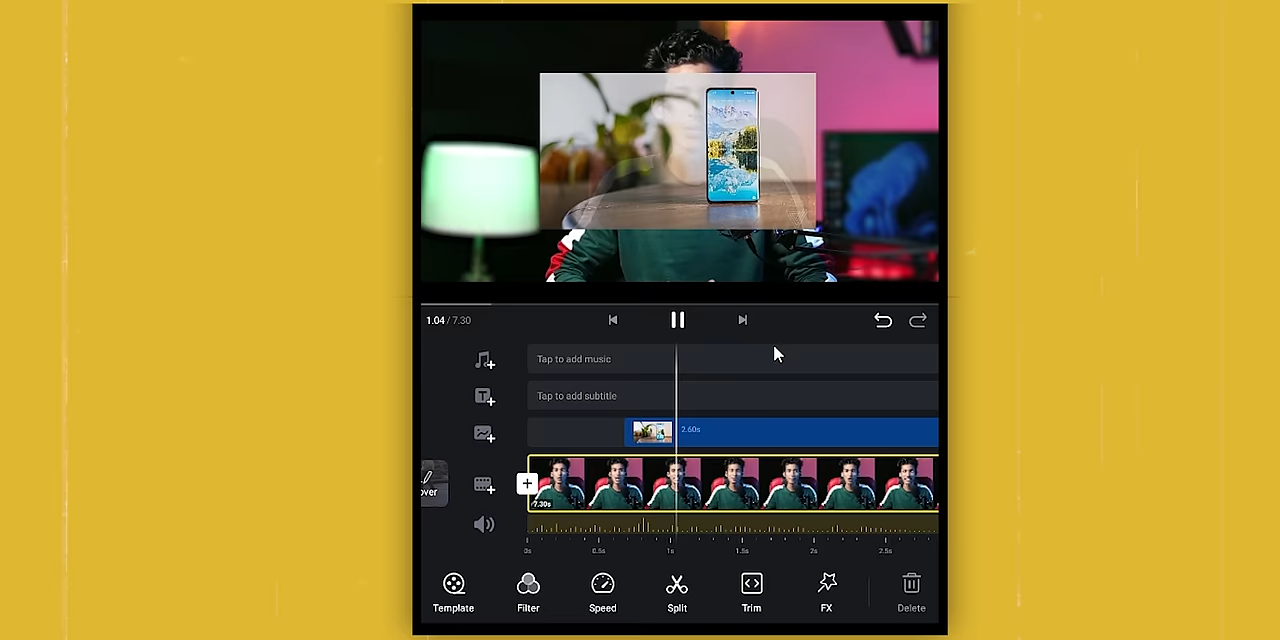 1.04 / 7.30
Tap to add music
Tap to add subtitle
2.60s
over
7.30s
0s 0.5s 1s 1.5s 2s 2.5s
Template Filter Speed Split Trim FX Delete